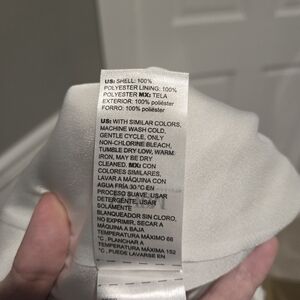 US: SHELL: 100%
POLYESTER LINING: 100%
POLYESTER MX: TELA
EXTERIOR: 100% poliéster
FORRO: 100% poliéster
US: WITH SIMILAR COLORS,
MACHINE WASH COLD,
GENTLE CYCLE, ONLY
NON-CHLORINE BLEACH,
TUMBLE DRY LOW, WARM
IRON, MAY BE DRY
CLEANED. MX: CON
COLORES SIMILARES,
LAVAR A MÁQUINA CON
AGUA FRÍA 30 °C EN
PROCESO SUAVE, USAR
DETERGENTE, USAR
SOLAMENTE
BLANQUEADOR SIN CLORO,
NO EXPRIMIR, SECAR A
MÁQUINA A BAJA
TEMPERATURA MÁXIMO 66
°C, PLANCHAR A
TEMPERATURA MÁXIMO 152
°C, PUEDE LAVARSE EN